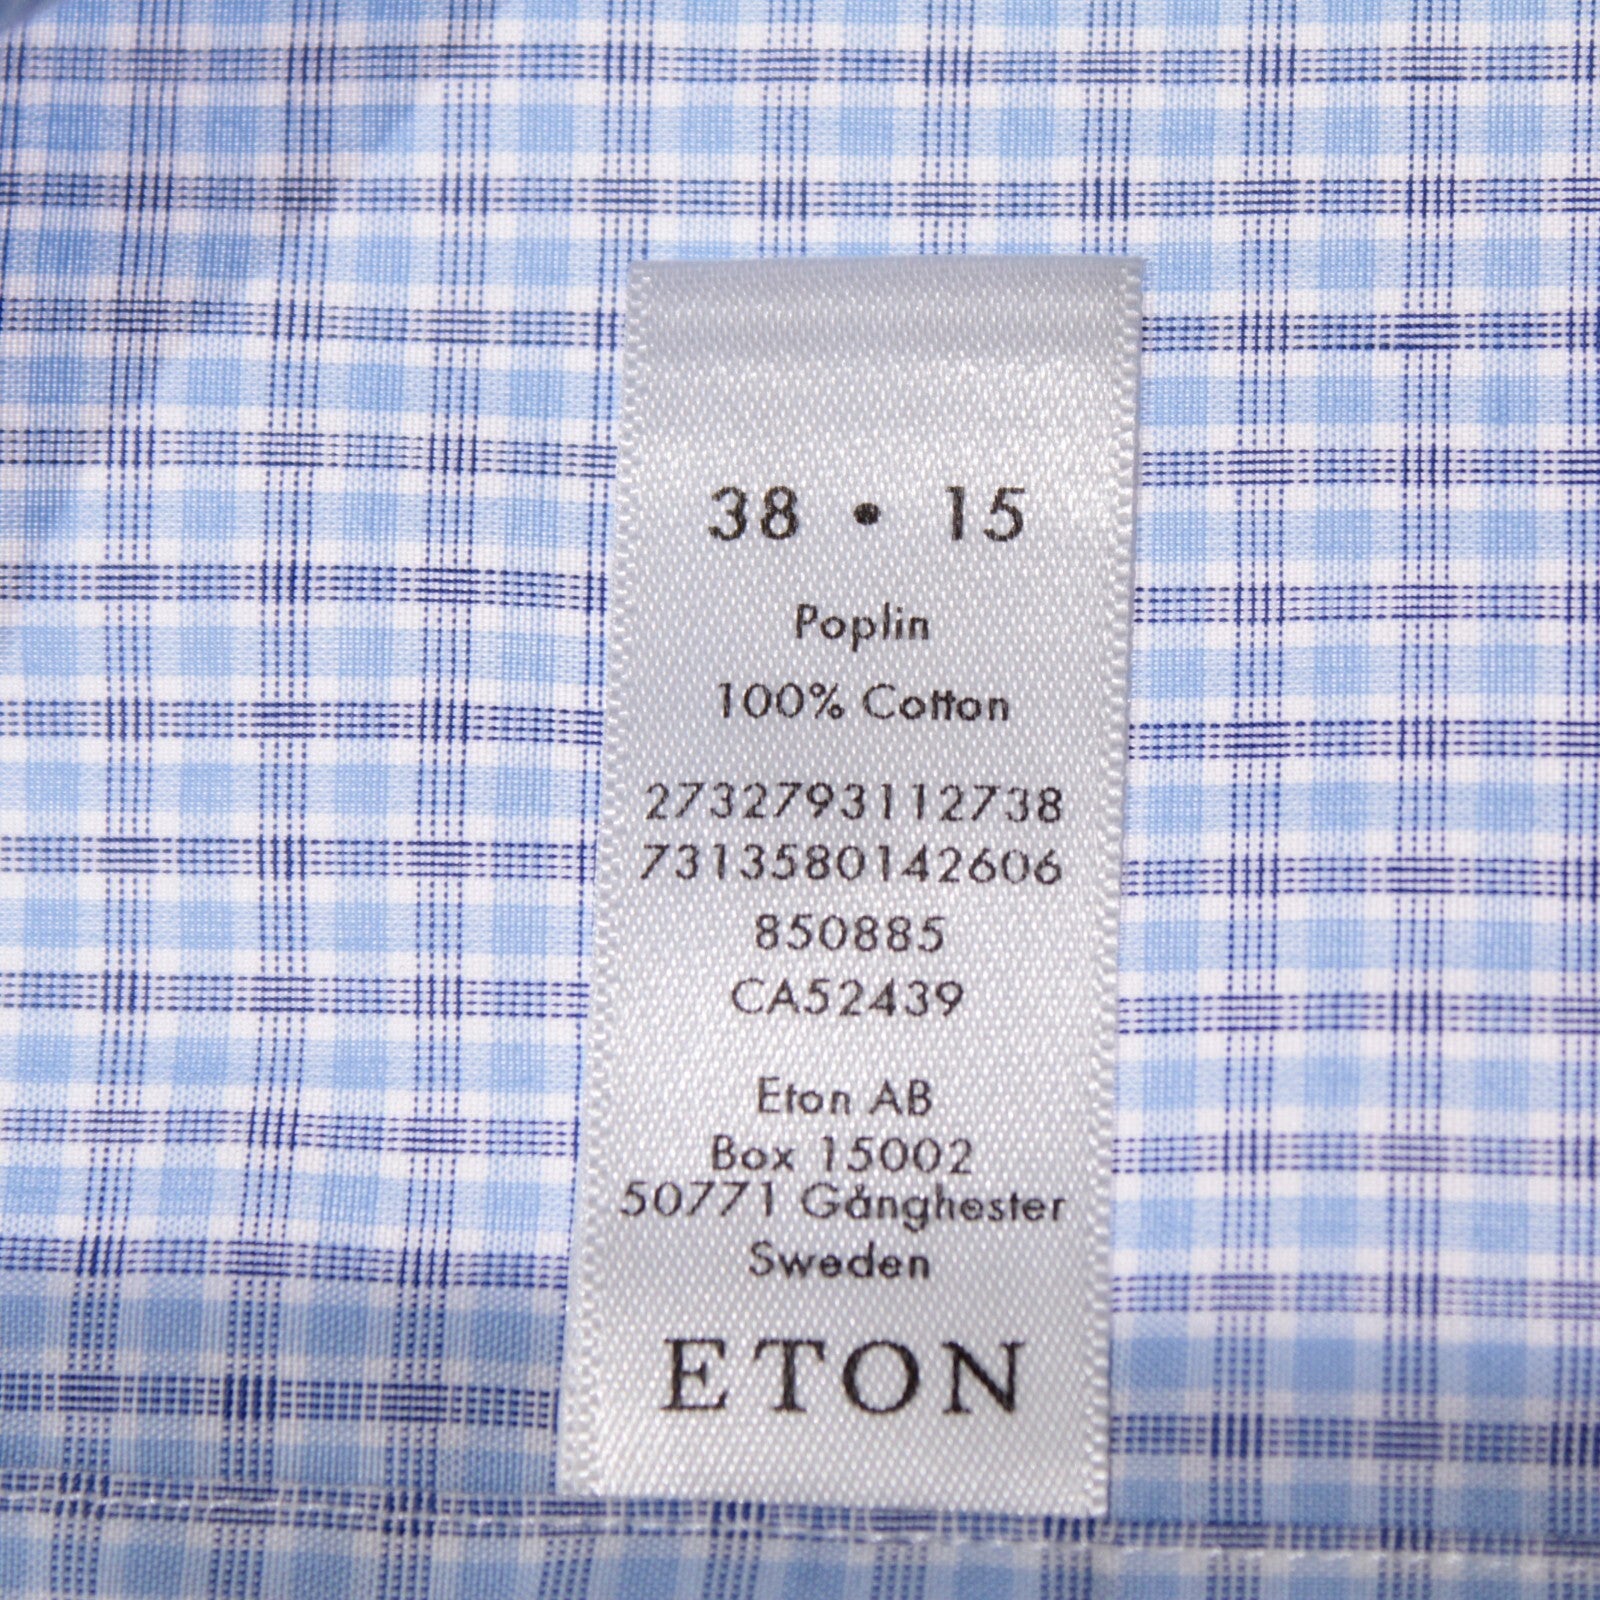 38 • 15
Poplin
100% Cotton
2732793112738
7313580142606
850885
CA52439
Eton AB
Box 15002
50771 Gånghester
Sweden
ETON